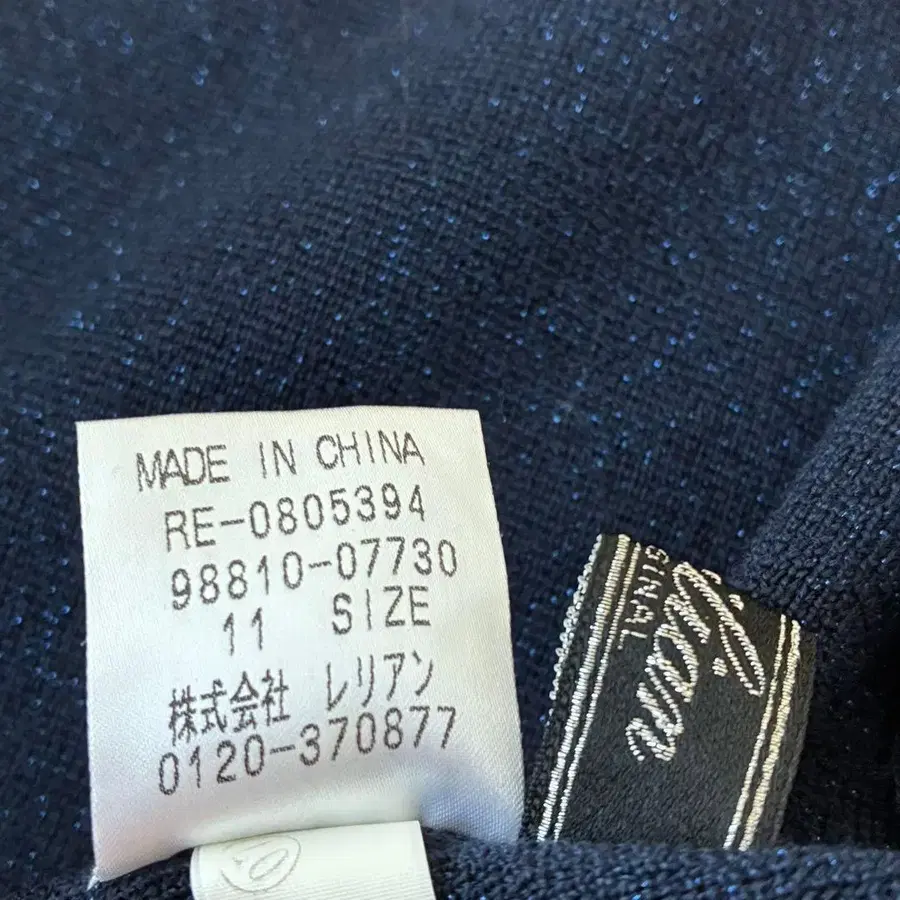 MADE IN CHINA
RE-0805394
98810-07730
11 SIZE
株式会社 レリアン
0120-370877